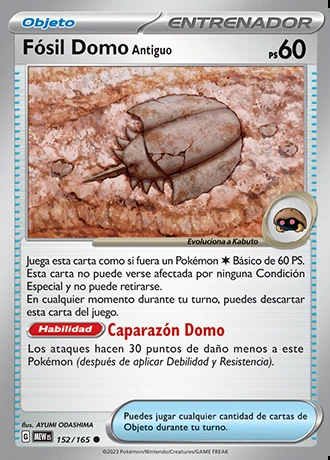 Objeto
ENTRENADOR
Fósil Domo Antiguo
PS 60
Evoluciona a Kabuto
Juega esta carta como si fuera un Pokémon Básico de 60 PS.
Esta carta no puede verse afectada por ninguna Condición
Especial y no puede retirarse.
En cualquier momento durante tu turno, puedes descartar
esta carta del juego.
Habilidad Caparazón Domo
Los ataques hacen 30 puntos de daño menos a este
Pokémon (después de aplicar Debilidad y Resistencia).
Ilus. AYUMI ODASHIMA
G MEW ES 152/165
Puedes jugar cualquier cantidad de cartas de
Objeto durante tu turno.
©2023 Pokémon/Nintendo/Creatures/GAME FREAK